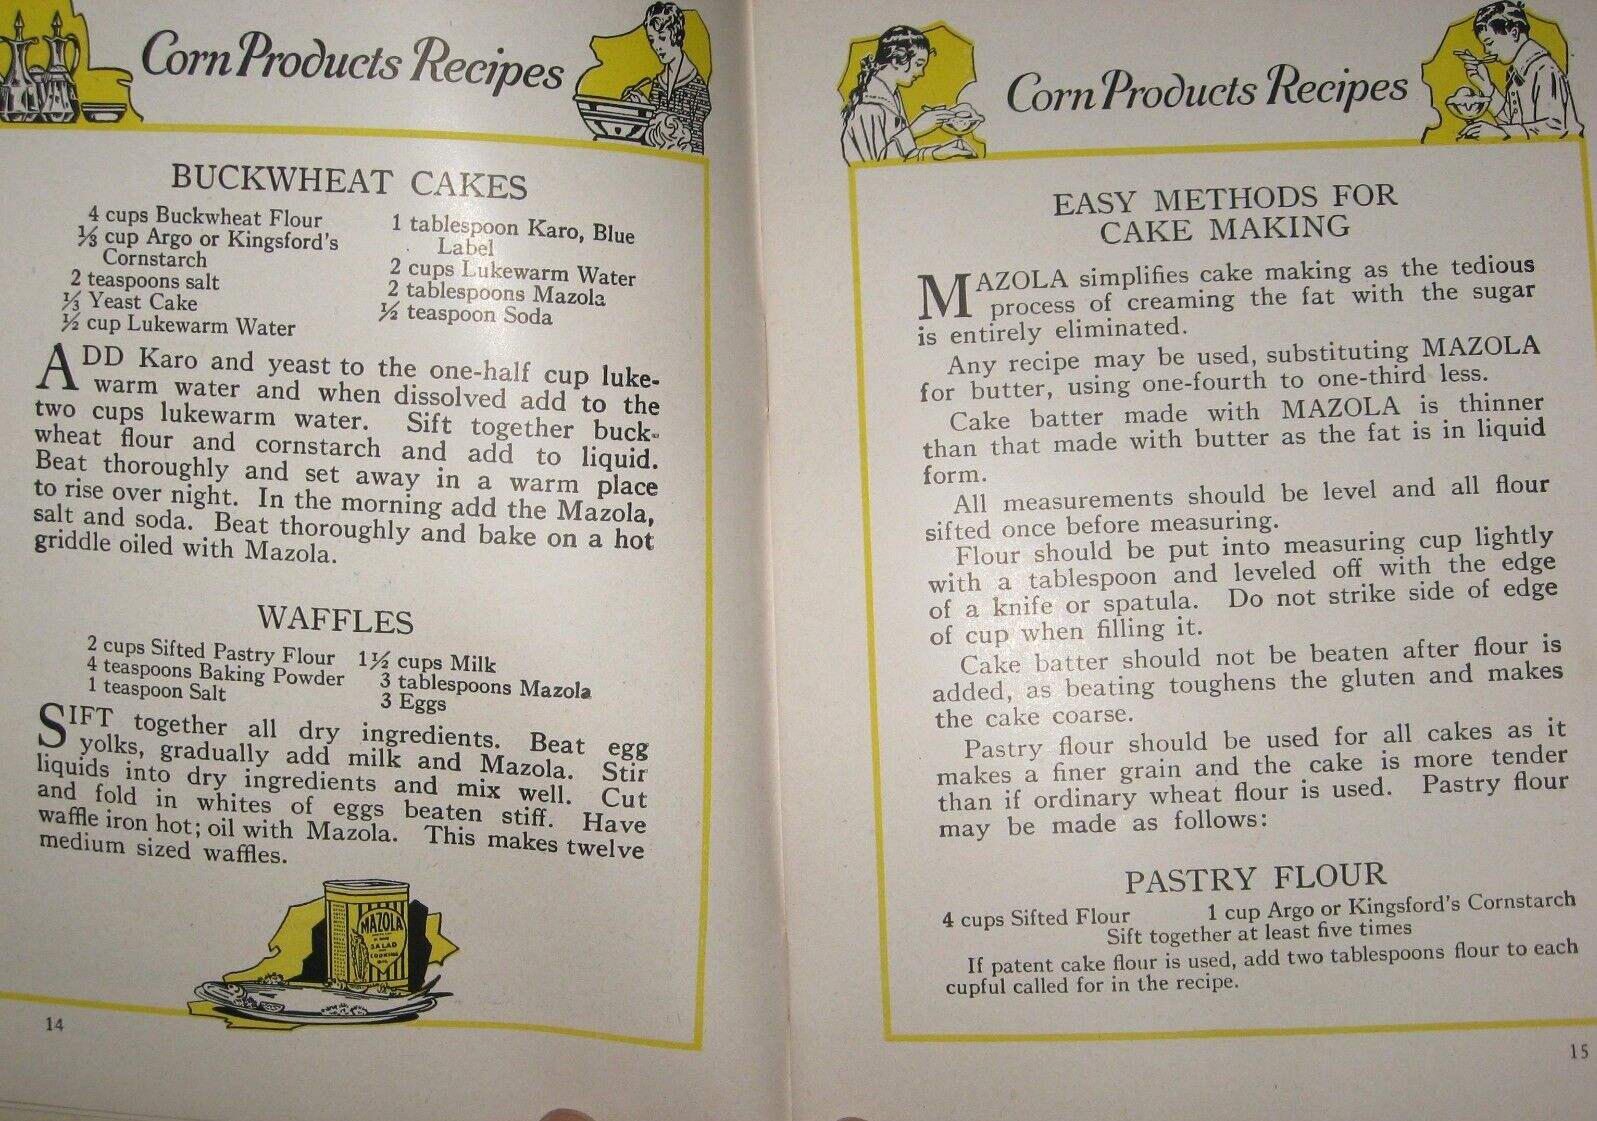 Corn Products Recipes
BUCKWHEAT CAKES
4 cups Buckwheat Flour
⅓ cup Argo or Kingsford's
Cornstarch
2 teaspoons salt
⅓ Yeast Cake
½ cup Lukewarm Water
1 tablespoon Karo, Blue
Label
2 cups Lukewarm Water
2 tablespoons Mazola
½ teaspoon Soda
ADD Karo and yeast to the one-half cup luke-
warm water and when dissolved add to the
two cups lukewarm water. Sift together buck-
wheat flour and cornstarch and add to liquid.
Beat thoroughly and set away in a warm place
to rise over night. In the morning add the Mazola,
salt and soda. Beat thoroughly and bake on a hot
griddle oiled with Mazola.
WAFFLES
2 cups Sifted Pastry Flour
4 teaspoons Baking Powder
1 teaspoon Salt
1½ cups Milk
3 tablespoons Mazola
3 Eggs
SIFT together all dry ingredients. Beat egg
yolks, gradually add milk and Mazola. Stir
liquids into dry ingredients and mix well. Cut
and fold in whites of eggs beaten stiff. Have
waffle iron hot; oil with Mazola. This makes twelve
medium sized waffles.
MAZOLA
SALAD
COOKING
OIL
14
Corn Products Recipes
EASY METHODS FOR
CAKE MAKING
MAZOLA simplifies cake making as the tedious
process of creaming the fat with the sugar
is entirely eliminated.
Any recipe may be used, substituting MAZOLA
for butter, using one-fourth to one-third less.
Cake batter made with MAZOLA is thinner
than that made with butter as the fat is in liquid
form.
All measurements should be level and all flour
sifted once before measuring.
Flour should be put into measuring cup lightly
with a tablespoon and leveled off with the edge
of a knife or spatula. Do not strike side of edge
of cup when filling it.
Cake batter should not be beaten after flour is
added, as beating toughens the gluten and makes
the cake coarse.
Pastry flour should be used for all cakes as it
makes a finer grain and the cake is more tender
than if ordinary wheat flour is used. Pastry flour
may be made as follows:
PASTRY FLOUR
4 cups Sifted Flour 1 cup Argo or Kingsford's Cornstarch
Sift together at least five times
If patent cake flour is used, add two tablespoons flour to each
cupful called for in the recipe.
15